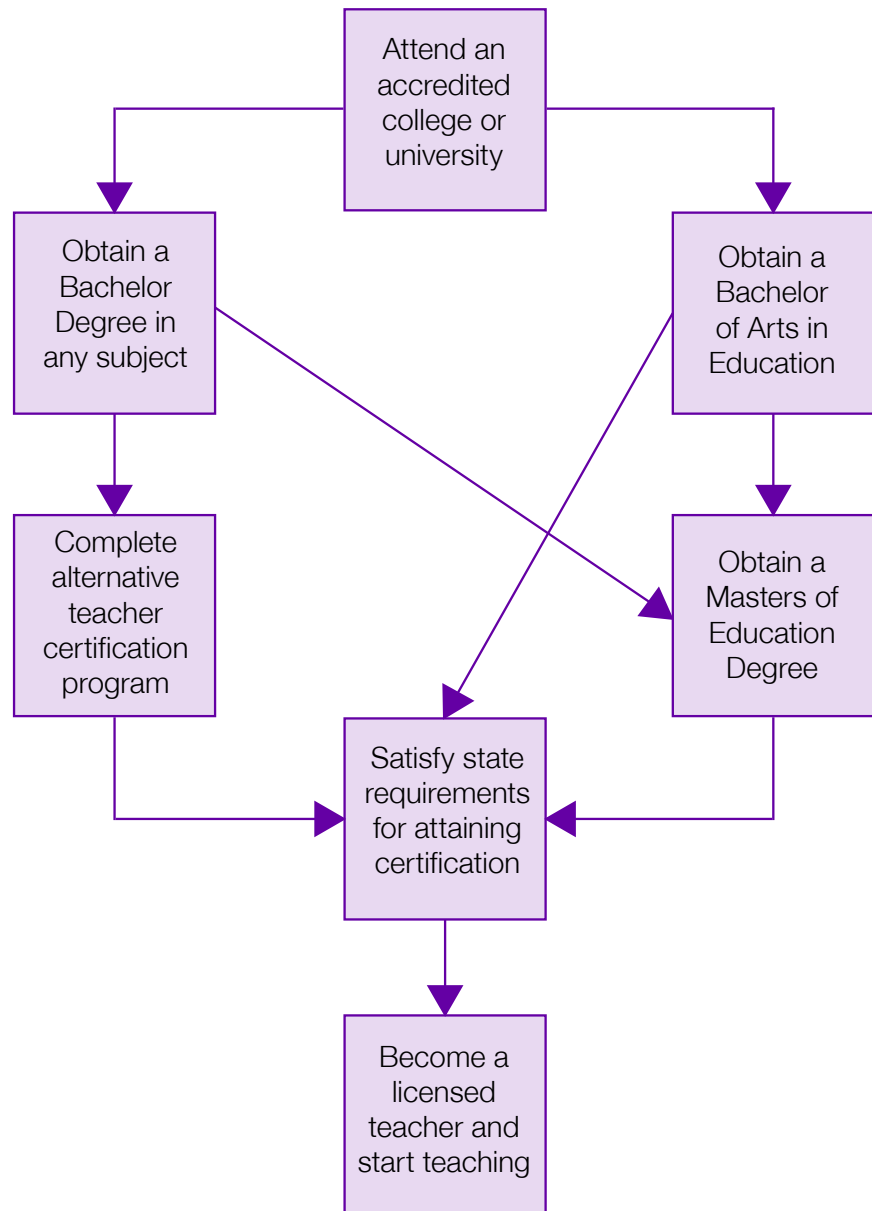 Attend an
accredited
college or
university
Obtain a
Bachelor
Degree in
any subject
Obtain a
Bachelor
of Arts in
Education
Complete
alternative
teacher
certification
program
Obtain a
Masters of
Education
Degree
Satisfy state
requirements
for attaining
certification
Become a
licensed
teacher and
start teaching